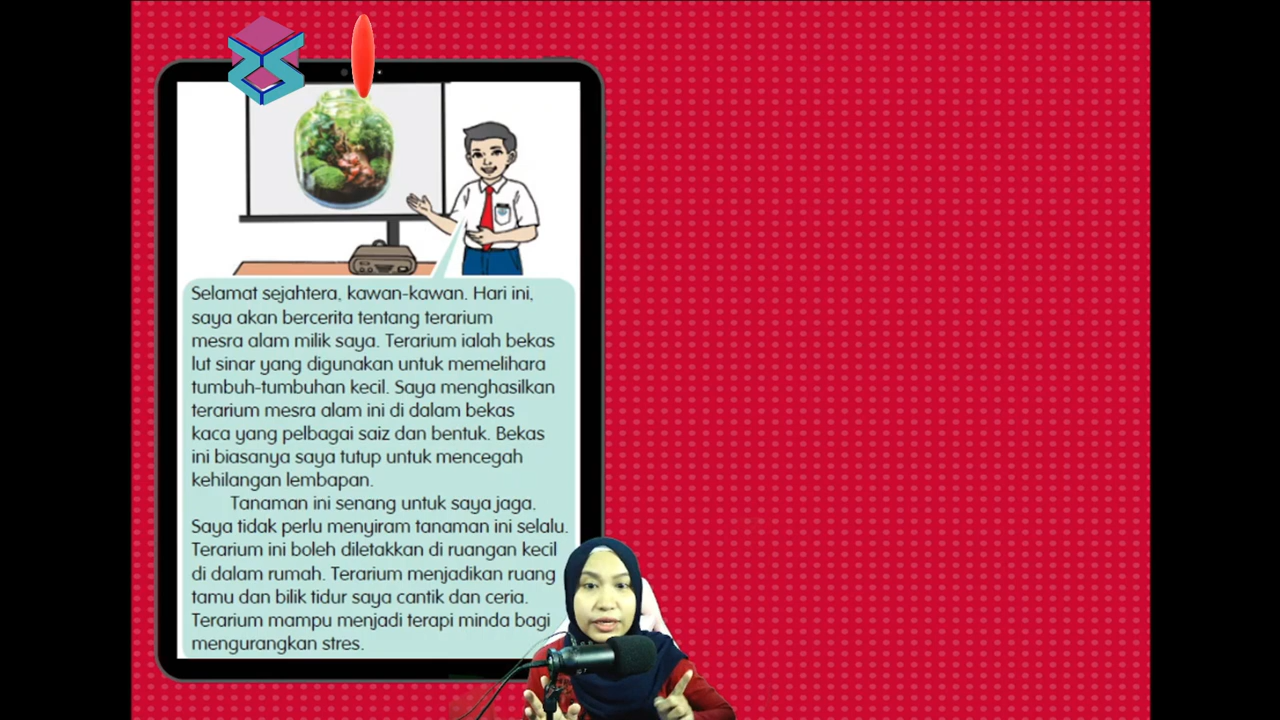 Selamat sejahtera, kawan-kawan. Hari ini,
saya akan bercerita tentang terarium
mesra alam milik saya. Terarium ialah bekas
lut sinar yang digunakan untuk memelihara
tumbuh-tumbuhan kecil. Saya menghasilkan
terarium mesra alam ini di dalam bekas
kaca yang pelbagai saiz dan bentuk. Bekas
ini biasanya saya tutup untuk mencegah
kehilangan lembapan.
Tanaman ini senang untuk saya jaga.
Saya tidak perlu menyiram tanaman ini selalu.
Terarium ini boleh diletakkan di ruangan kecil
di dalam rumah. Terarium menjadikan ruang
tamu dan bilik tidur saya cantik dan ceria.
Terarium mampu menjadi terapi minda bagi
mengurangkan stres.